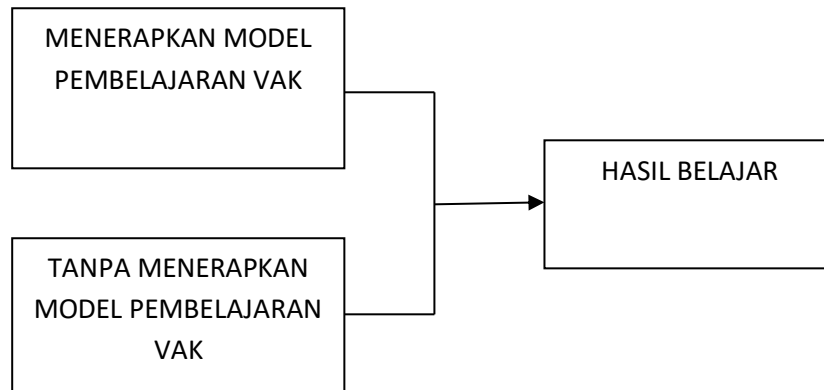 MENERAPKAN MODEL
PEMBELAJARAN VAK
HASIL BELAJAR
TANPA MENERAPKAN
MODEL PEMBELAJARAN
VAK